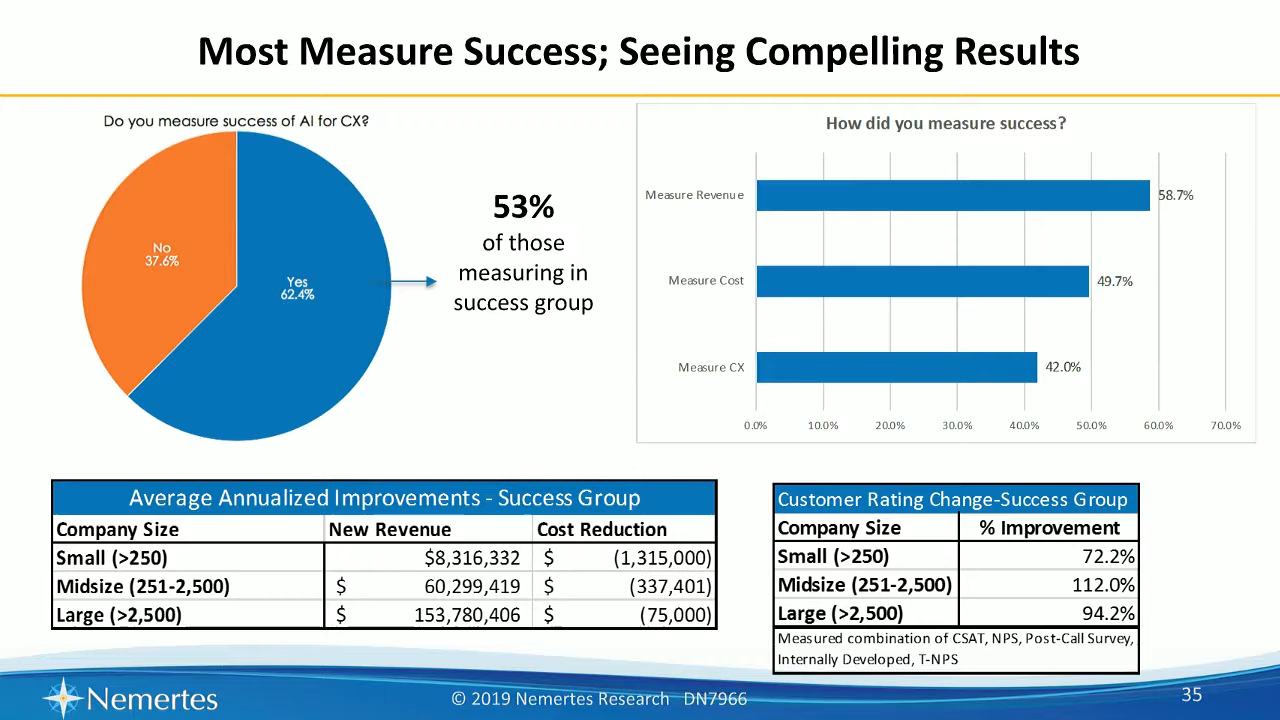 Most Measure Success; Seeing Compelling Results
Do you measure success of AI for CX?
No
37.6%
Yes
62.4%
53%
of those
measuring in
success group
How did you measure success?
Measure Revenue
58.7%
Measure Cost
49.7%
Measure CX
42.0%
0.0% 10.0% 20.0% 30.0% 40.0% 50.0% 60.0% 70.0%
Average Annualized Improvements - Success Group
Company Size New Revenue Cost Reduction
Small (>250) $8,316,332 $ (1,315,000)
Midsize (251-2,500) $ 60,299,419 $ (337,401)
Large (>2,500) $ 153,780,406 $ (75,000)
Customer Rating Change-Success Group
Company Size % Improvement
Small (>250) 72.2%
Midsize (251-2,500) 112.0%
Large (>2,500) 94.2%
Measured combination of CSAT, NPS, Post-Call Survey,
Internally Developed, T-NPS
Nemertes
© 2019 Nemertes Research DN7966
35